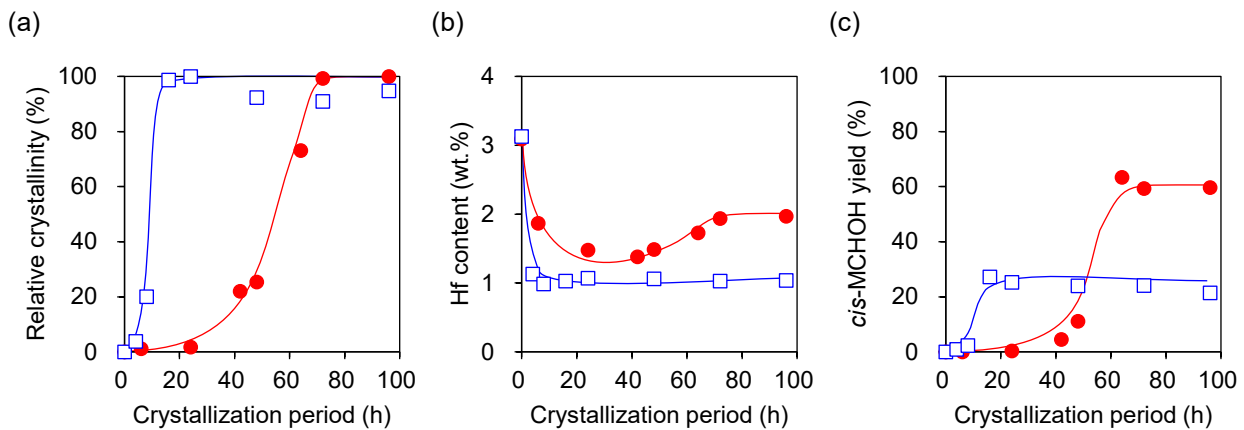 (a)
(b)
(c)
Relative crystallinity (%)
100
80
60
40
20
0
0 20 40 60 80 100
Crystallization period (h)
Hf content (wt.%)
4
3
2
1
0
0 20 40 60 80 100
Crystallization period (h)
cis-MCHOH yield (%)
100
80
60
40
20
0
0 20 40 60 80 100
Crystallization period (h)